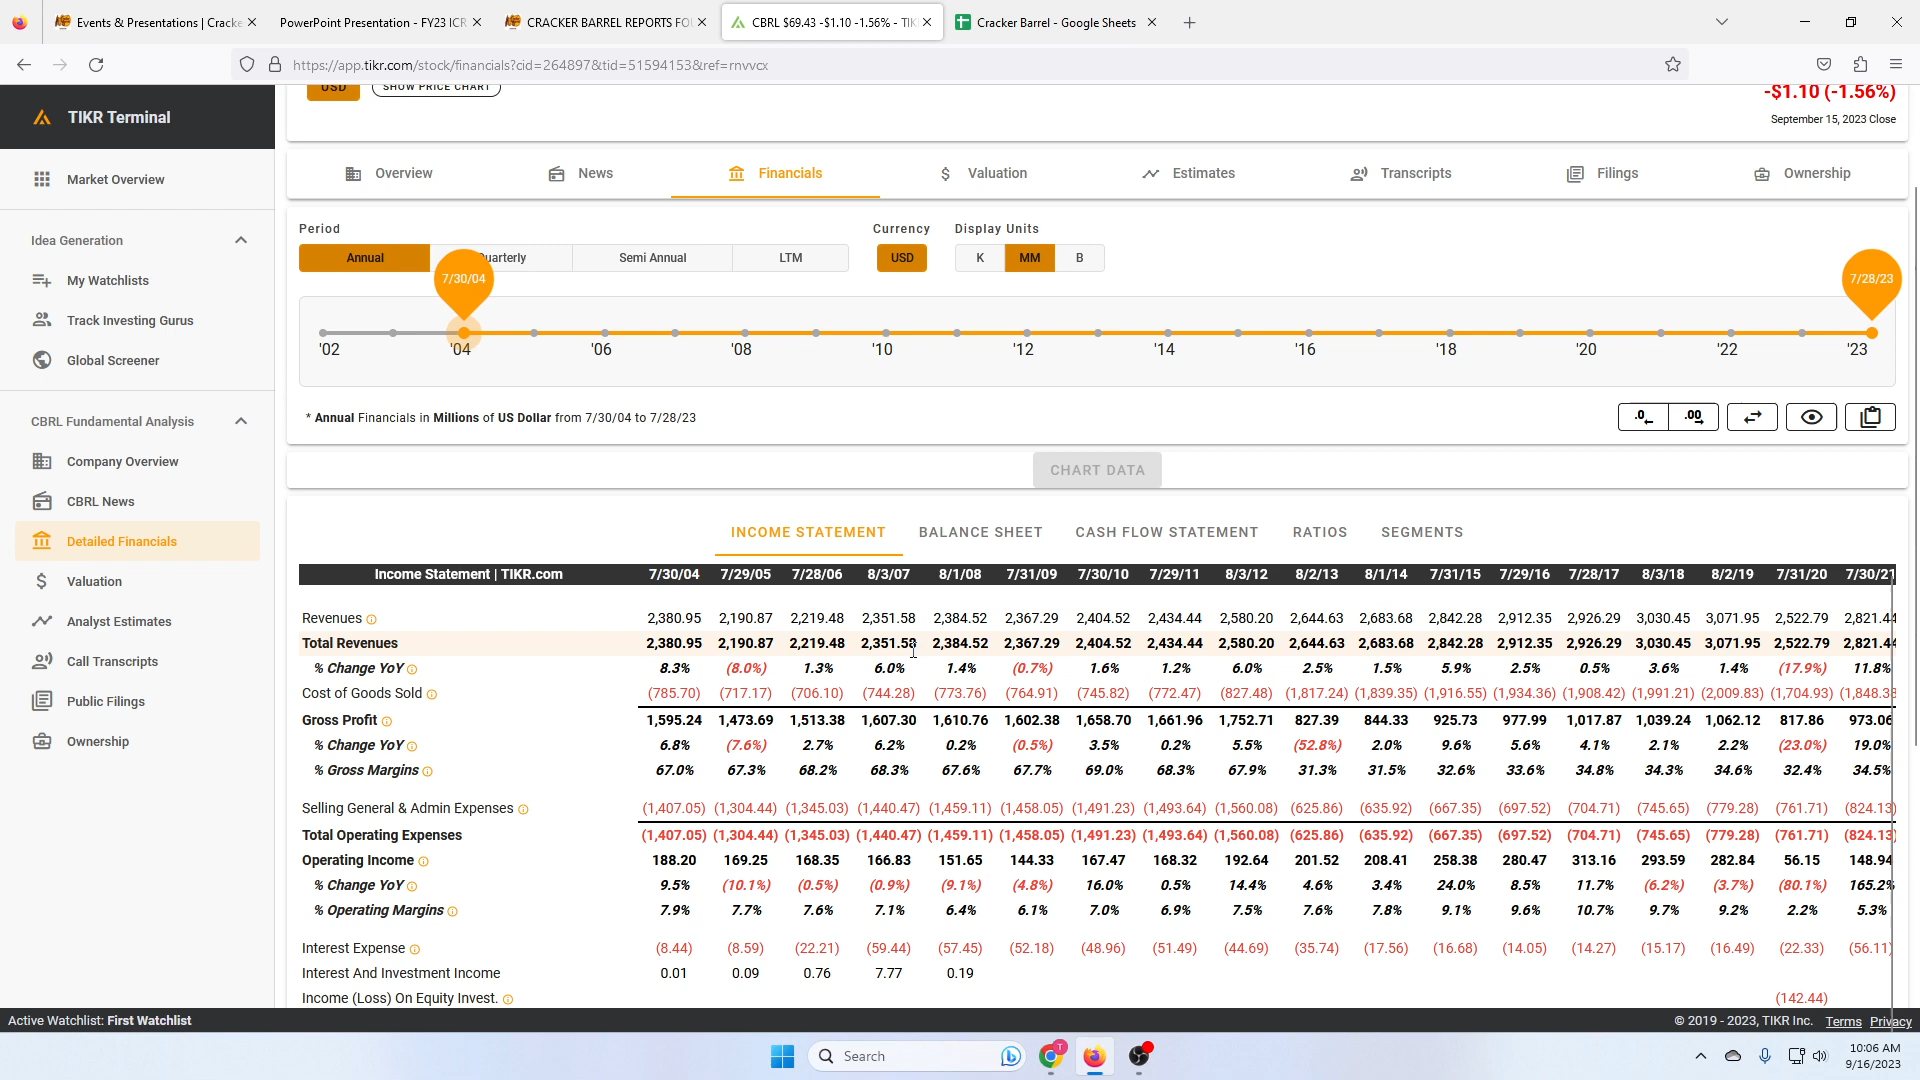 Events & Presentations | Cracke
PowerPoint Presentation - FY23 ICR
CRACKER BARREL REPORTS FOU
CBRL $69.43 -$1.10 -1.56% - TIK
Cracker Barrel - Google Sheets
https://app.tikr.com/stock/financials?cid=264897&tid=51594153&ref=rnvvcx
TIKR Terminal
USD SHOW PRICE CHART -$1.10 (-1.56%)
September 15, 2023 Close
Market Overview
Overview News Financials Valuation Estimates Transcripts Filings Ownership
Idea Generation
My Watchlists
Track Investing Gurus
Global Screener
CBRL Fundamental Analysis
Company Overview
CBRL News
Detailed Financials
Valuation
Analyst Estimates
Call Transcripts
Public Filings
Ownership
Period Currency Display Units
Annual Quarterly Semi Annual LTM USD K MM B
7/30/04 7/28/23
'02 '04 '06 '08 '10 '12 '14 '16 '18 '20 '22 '23
* Annual Financials in Millions of US Dollar from 7/30/04 to 7/28/23
.0 .00
CHART DATA
INCOME STATEMENT BALANCE SHEET CASH FLOW STATEMENT RATIOS SEGMENTS
Income Statement | TIKR.com 7/30/04 7/29/05 7/28/06 8/3/07 8/1/08 7/31/09 7/30/10 7/29/11 8/3/12 8/2/13 8/1/14 7/31/15 7/29/16 7/28/17 8/3/18 8/2/19 7/31/20 7/30/21
Revenues 2,380.95 2,190.87 2,219.48 2,351.58 2,384.52 2,367.29 2,404.52 2,434.44 2,580.20 2,644.63 2,683.68 2,842.28 2,912.35 2,926.29 3,030.45 3,071.95 2,522.79 2,821.44
Total Revenues 2,380.95 2,190.87 2,219.48 2,351.58 2,384.52 2,367.29 2,404.52 2,434.44 2,580.20 2,644.63 2,683.68 2,842.28 2,912.35 2,926.29 3,030.45 3,071.95 2,522.79 2,821.44
% Change YoY 8.3% (8.0%) 1.3% 6.0% 1.4% (0.7%) 1.6% 1.2% 6.0% 2.5% 1.5% 5.9% 2.5% 0.5% 3.6% 1.4% (17.9%) 11.8%
Cost of Goods Sold (785.70) (717.17) (706.10) (744.28) (773.76) (764.91) (745.82) (772.47) (827.48) (1,817.24) (1,839.35) (1,916.55) (1,934.36) (1,908.42) (1,991.21) (2,009.83) (1,704.93) (1,848.38
Gross Profit 1,595.24 1,473.69 1,513.38 1,607.30 1,610.76 1,602.38 1,658.70 1,661.96 1,752.71 827.39 844.33 925.73 977.99 1,017.87 1,039.24 1,062.12 817.86 973.06
% Change YoY 6.8% (7.6%) 2.7% 6.2% 0.2% (0.5%) 3.5% 0.2% 5.5% (52.8%) 2.0% 9.6% 5.6% 4.1% 2.1% 2.2% (23.0%) 19.0%
% Gross Margins 67.0% 67.3% 68.2% 68.3% 67.6% 67.7% 69.0% 68.3% 67.9% 31.3% 31.5% 32.6% 33.6% 34.8% 34.3% 34.6% 32.4% 34.5%
Selling General & Admin Expenses (1,407.05) (1,304.44) (1,345.03) (1,440.47) (1,459.11) (1,458.05) (1,491.23) (1,493.64) (1,560.08) (625.86) (635.92) (667.35) (697.52) (704.71) (745.65) (779.28) (761.71) (824.13)
Total Operating Expenses (1,407.05) (1,304.44) (1,345.03) (1,440.47) (1,459.11) (1,458.05) (1,491.23) (1,493.64) (1,560.08) (625.86) (635.92) (667.35) (697.52) (704.71) (745.65) (779.28) (761.71) (824.13)
Operating Income 188.20 169.25 168.35 166.83 151.65 144.33 167.47 168.32 192.64 201.52 208.41 258.38 280.47 313.16 293.59 282.84 56.15 148.94
% Change YoY 9.5% (10.1%) (0.5%) (0.9%) (9.1%) (4.8%) 16.0% 0.5% 14.4% 4.6% 3.4% 24.0% 8.5% 11.7% (6.2%) (3.7%) (80.1%) 165.2%
% Operating Margins 7.9% 7.7% 7.6% 7.1% 6.4% 6.1% 7.0% 6.9% 7.5% 7.6% 7.8% 9.1% 9.6% 10.7% 9.7% 9.2% 2.2% 5.3%
Interest Expense (8.44) (8.59) (22.21) (59.44) (57.45) (52.18) (48.96) (51.49) (44.69) (35.74) (17.56) (16.68) (14.05) (14.27) (15.17) (16.49) (22.33) (56.11)
Interest And Investment Income 0.01 0.09 0.76 7.77 0.19
Income (Loss) On Equity Invest. (142.44)
Active Watchlist: First Watchlist © 2019 - 2023, TIKR Inc. Terms Privacy
Search
10:06 AM
9/16/2023